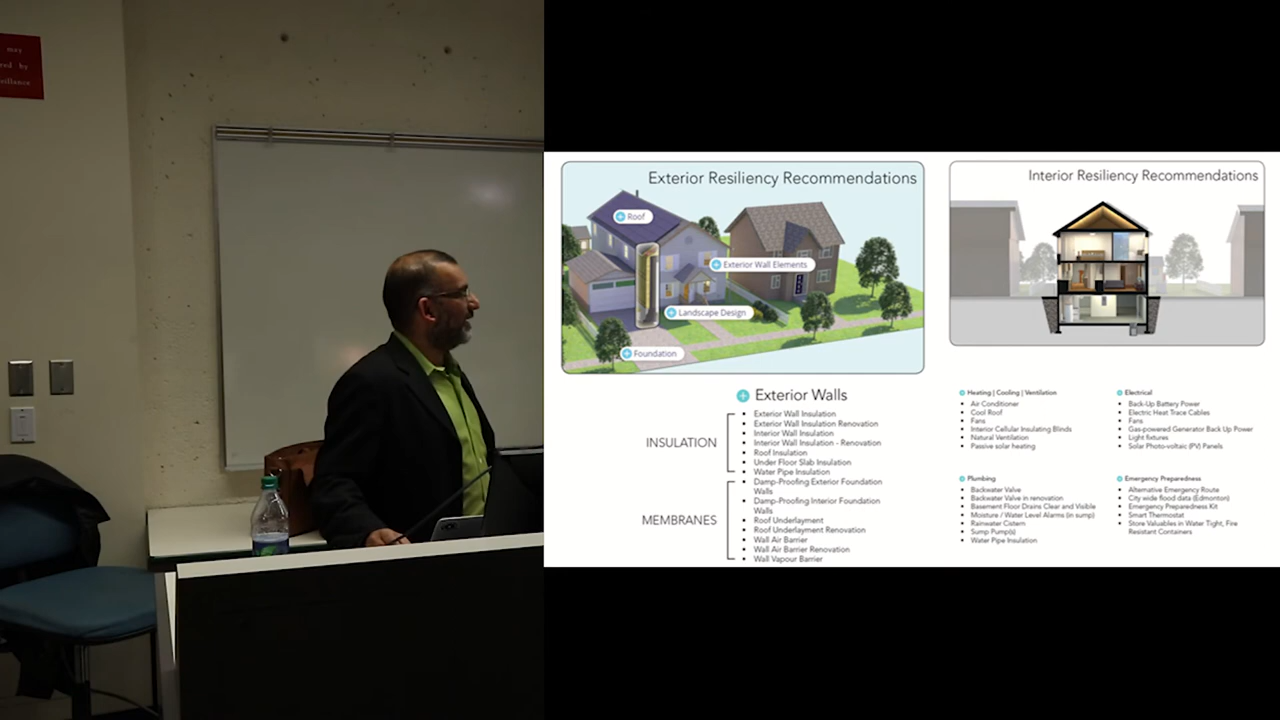 may
red by
eillance
Exterior Resiliency Recommendations
Roof
Exterior Wall Elements
Landscape Design
Foundation
Exterior Walls
INSULATION
• Exterior Wall Insulation
• Exterior Wall Insulation Renovation
• Interior Wall Insulation
• Interior Wall Insulation - Renovation
• Roof Insulation
• Under Floor Slab Insulation
• Water Pipe Insulation
MEMBRANES
• Damp-Proofing Exterior Foundation
Walls
• Damp-Proofing Interior Foundation
Walls
• Roof Underlayment
• Roof Underlayment Renovation
• Wall Air Barrier
• Wall Air Barrier Renovation
• Wall Vapour Barrier
Interior Resiliency Recommendations
Heating | Cooling | Ventilation
• Air Conditioner
• Cool Roof
• Fans
• Interior Cellular Insulating Blinds
• Natural Ventilation
• Passive solar heating
Electrical
• Back-Up Battery Power
• Electric Heat Trace Cables
• Fans
• Gas-powered Generator Back Up Power
• Light fixtures
• Solar Photo-voltaic (PV) Panels
Plumbing
• Backwater Valve
• Backwater Valve in renovation
• Basement Floor Drains Clear and Visible
• Moisture / Water Level Alarms (in sump)
• Rainwater Cistern
• Sump Pump(s)
• Water Pipe Insulation
Emergency Preparedness
• Alternative Emergency Route
• City wide flood data (Edmonton)
• Emergency Preparedness Kit
• Smart Thermostat
• Store Valuables in Water Tight, Fire
Resistant Containers